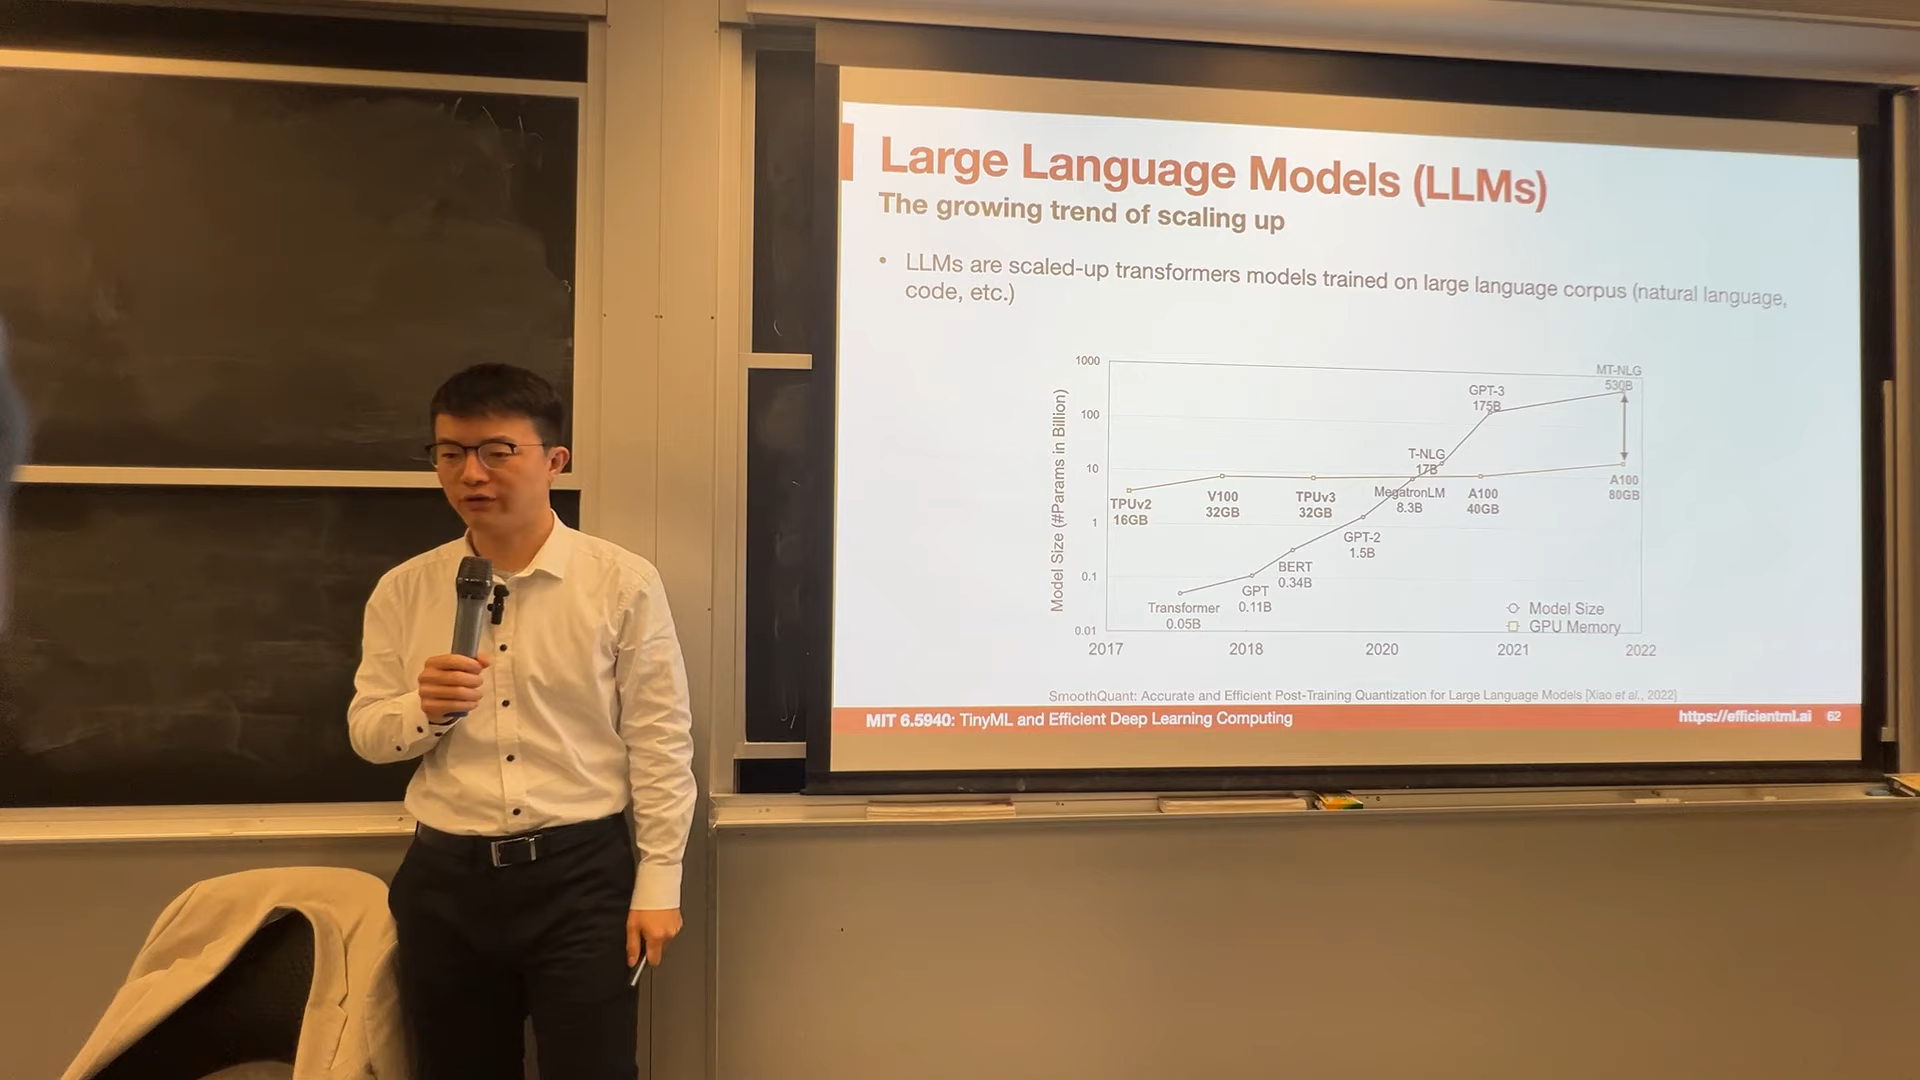 Large Language Models (LLMs)
The growing trend of scaling up
• LLMs are scaled-up transformers models trained on large language corpus (natural language,
code, etc.)
Model Size (#Params in Billion)
1000
100
10
1
0.1
0.01
2017
2018
2020
2021
2022
TPUv2
16GB
V100
32GB
TPUv3
32GB
A100
40GB
A100
80GB
Transformer
0.05B
GPT
0.11B
BERT
0.34B
GPT-2
1.5B
MegatronLM
8.3B
T-NLG
17B
GPT-3
175B
MT-NLG
530B
Model Size
GPU Memory
SmoothQuant: Accurate and Efficient Post-Training Quantization for Large Language Models [Xiao et al., 2022]
MIT 6.5940: TinyML and Efficient Deep Learning Computing
https://efficientml.ai 62